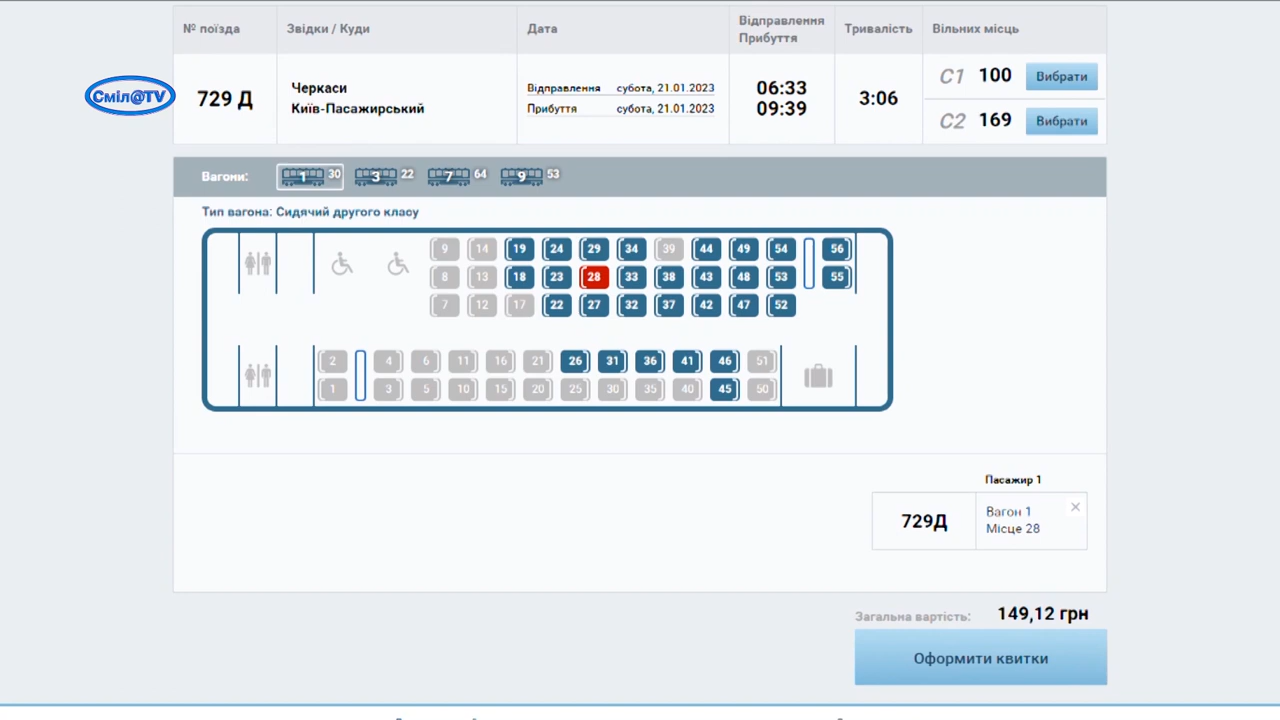 № поїзда
Звідки / Куди
Дата
Відправлення
Прибуття
Тривалість
Вільних місць
Сміл@TV
729 Д
Черкаси
Київ-Пасажирський
Відправлення субота, 21.01.2023
Прибуття субота, 21.01.2023
06:33
09:39
3:06
С1 100 Вибрати
С2 169 Вибрати
Вагони: 1 30 3 22 7 64 9 53
Тип вагона: Сидячий другого класу
9 14 19 24 29 34 39 44 49 54 56
8 13 18 23 28 33 38 43 48 53 55
7 12 17 22 27 32 37 42 47 52
2 4 6 11 16 21 26 31 36 41 46 51
1 3 5 10 15 20 25 30 35 40 45 50
Пасажир 1
729Д
Вагон 1
Місце 28
Загальна вартість: 149,12 грн
Оформити квитки